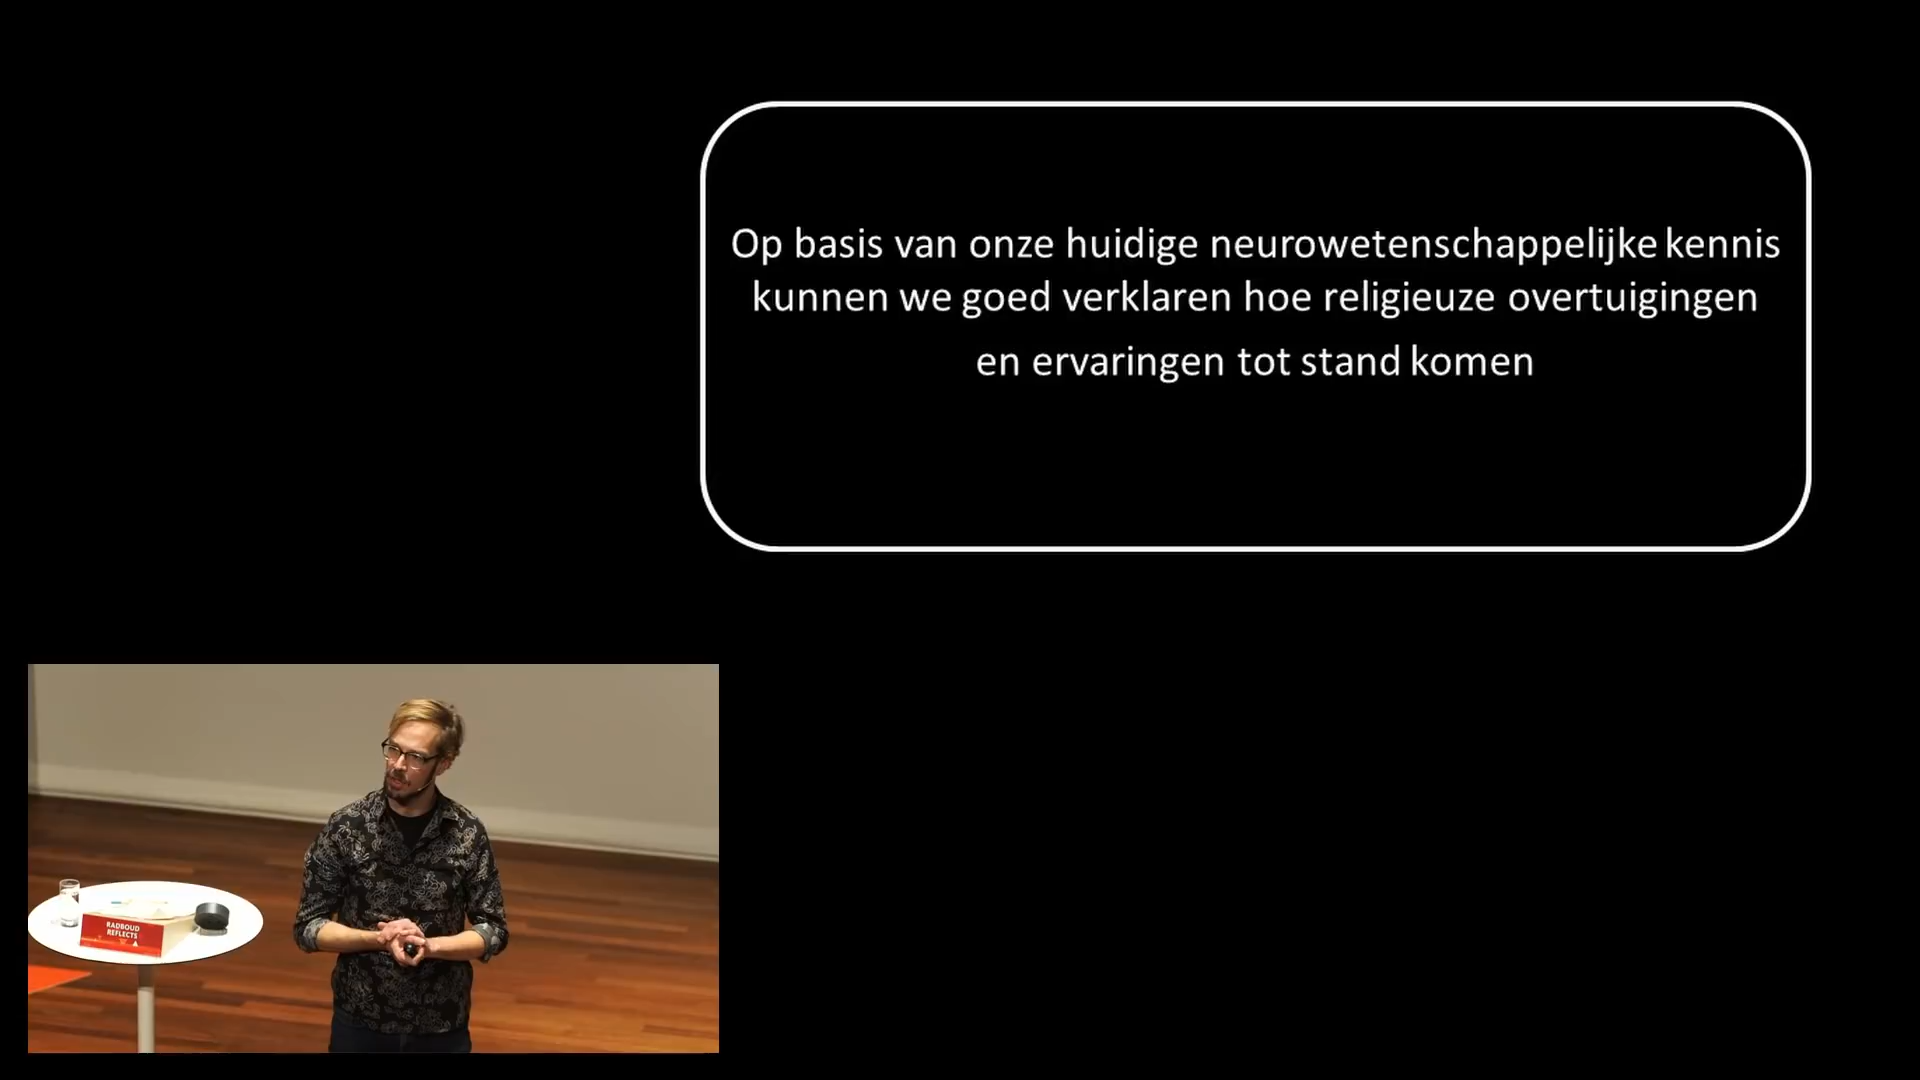 Op basis van onze huidige neurowetenschappelijke kennis
kunnen we goed verklaren hoe religieuze overtuigingen
en ervaringen tot stand komen
RADBOUD
REFLECTS